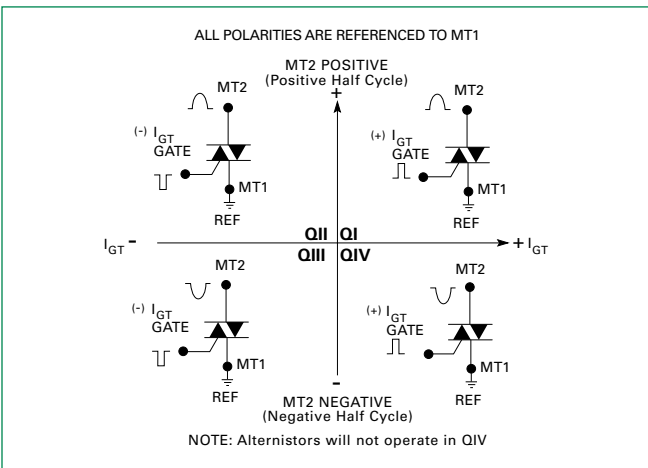 ALL POLARITIES ARE REFERENCED TO MT1
MT2 POSITIVE
(Positive Half Cycle)
+
MT2
(-) IGT
GATE
MT1
REF
MT2
(+) IGT
GATE
MT1
REF
QII QI
IGT -
+ IGT
QIII QIV
MT2
(-) IGT
GATE
MT1
REF
MT2
(+) IGT
GATE
MT1
REF
-
MT2 NEGATIVE
(Negative Half Cycle)
NOTE: Alternistors will not operate in QIV